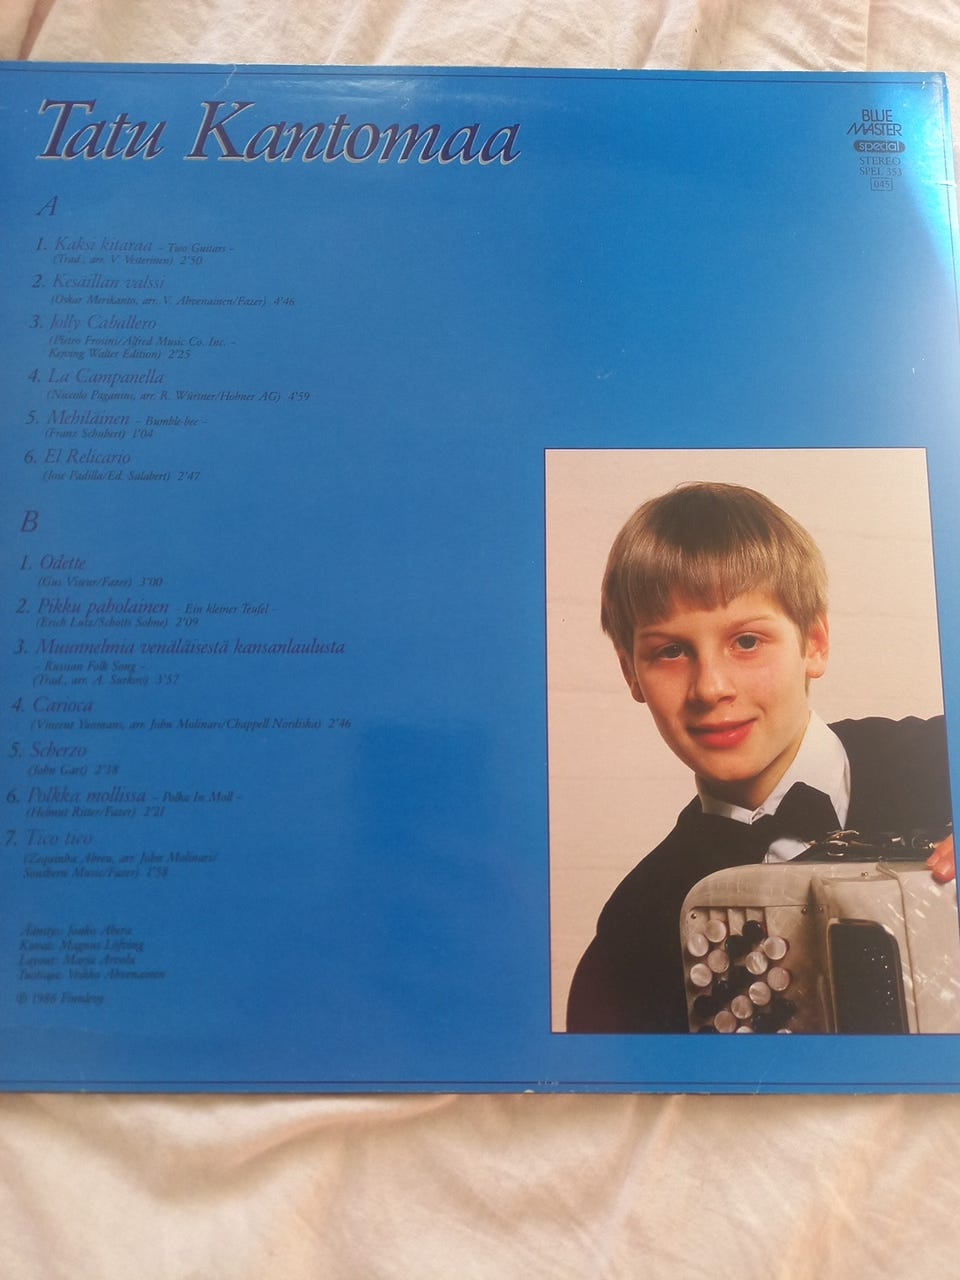 Tatu Kantomaa
BLUE
MASTER
special
STEREO
SPEL 353
045
A
1. Kaksi kitaraa – Two Guitars –
(Trad., arr. V. Vesterinen) 2'50
2. Kesäillan valssi
(Oskar Merikanto, arr. V. Ahvenainen/Fazer) 4'46
3. Jolly Caballero
(Pietro Frosini/Alfred Music Co. Inc. –
Walter Edition) 2'25
4. La Campanella
(Niccolo Paganini, arr. R. Würtner/Hohner AG) 4'59
5. Mehiläinen – Bumble-bee –
(Franz Schubert) 1'04
6. El Relicario
(Jose Padilla/Ed. Salabert) 2'47
B
1. Odette
(Gus Viseur/Fazer) 3'00
2. Pikku paholainen – Ein kleiner Teufel –
(Erich Lutz/Schotts Sohne) 2'09
3. Muunnelmia venäläisestä kansanlaulusta
– Russian Folk Song –
(Trad., arr. A. Surkov) 3'57
4. Carioca
(Vincent Youmans, arr. John Molinari/Chappell Nordiska) 2'46
5. Scherzo
(John Gart) 2'38
6. Polkka mollissa – Polka In Moll –
(Helmut Ritter/Fazer) 2'21
7. Tico tico
(Zequinha Abreu, arr. John Molinari/
Southern Music/Fazer) 1'58
Äänitys: Jouko Ahera
Kuvat: Magnus Löfving
Layout: Marja Arvola
Tuottaja: Veikko Ahvenainen
℗ 1986 Finnlevy